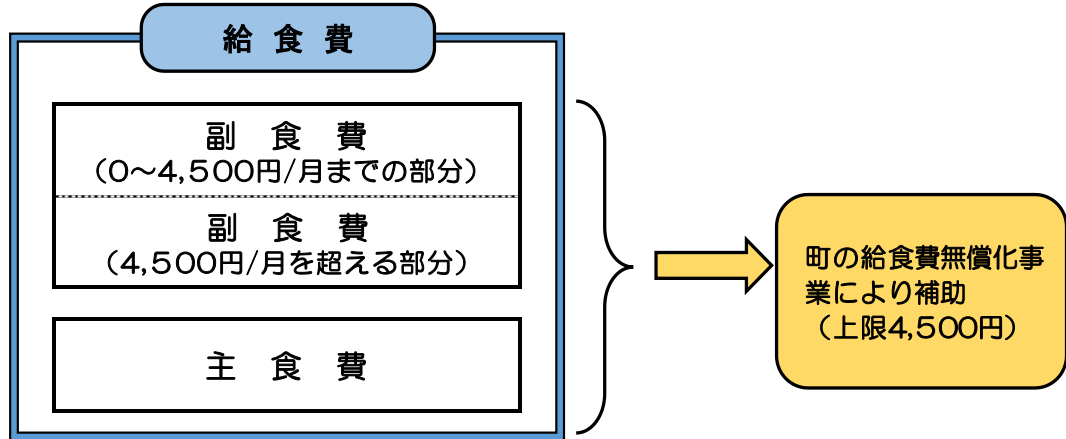 給食費
副食費
（0～4,500円/月までの部分）
副食費
（4,500円/月を超える部分）
主食費
町の給食費無償化事
業により補助
（上限4,500円）